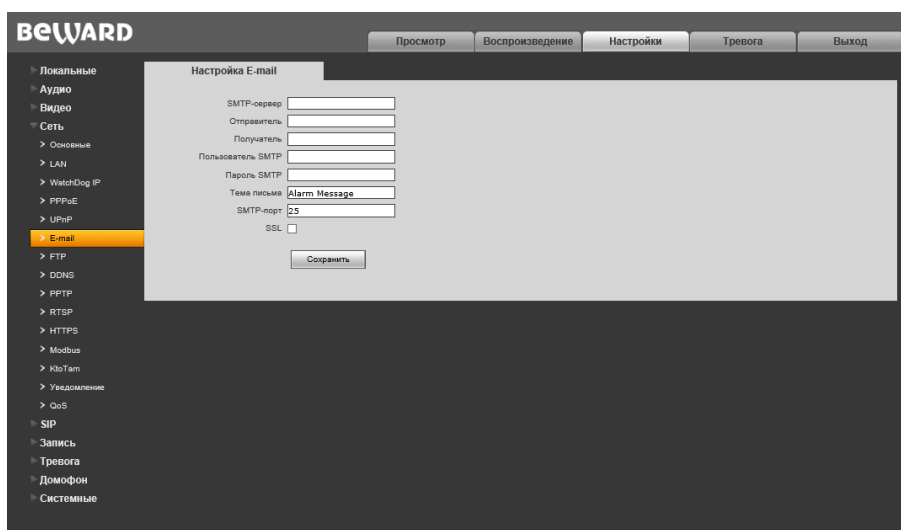 BEWARD
Просмотр Воспроизведение Настройки Тревога Выход
Локальные
Аудио
Видео
Сеть
> Основные
> LAN
> WatchDog IP
> PPPoE
> UPnP
> E-mail
> FTP
> DDNS
> PPTP
> RTSP
> HTTPS
> Modbus
> KtoTam
> Уведомление
> QoS
SIP
Запись
Тревога
Домофон
Системные
Настройка E-mail
SMTP-сервер
Отправитель
Получатель
Пользователь SMTP
Пароль SMTP
Тема письма Alarm Message
SMTP-порт 25
SSL
Сохранить